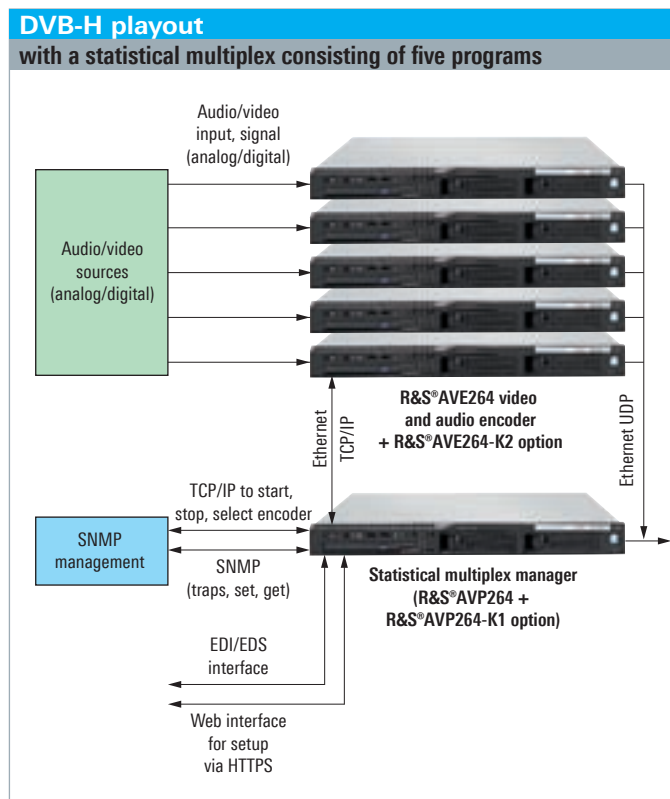 DVB-H playout
with a statistical multiplex consisting of five programs
Audio/video
input, signal
(analog/digital)
Audio/video
sources
(analog/digital)
R&S®AVE264 video
and audio encoder
+ R&S®AVE264-K2 option
Ethernet
TCP/IP
Ethernet UDP
TCP/IP to start,
stop, select encoder
SNMP
management
SNMP
(traps, set, get)
Statistical multiplex manager
(R&S®AVP264 +
R&S®AVP264-K1 option)
EDI/EDS
interface
Web interface
for setup
via HTTPS